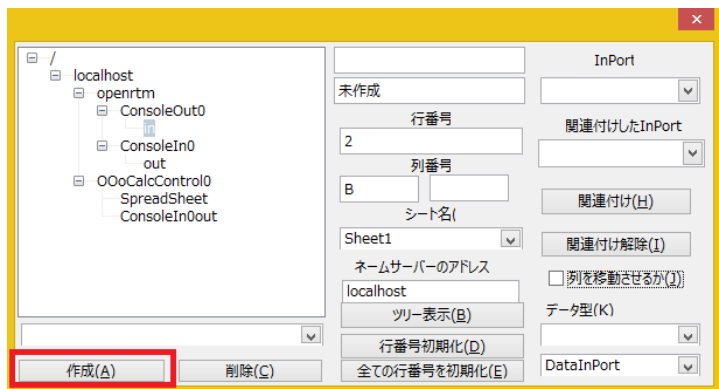 /
localhost
openrtm
ConsoleOut0
in
ConsoleIn0
out
OOoCalcControl0
SpreadSheet
ConsoleIn0out
作成(A)
削除(C)
未作成
行番号
2
列番号
B
シート名(
Sheet1
ネームサーバーのアドレス
localhost
ツリー表示(B)
行番号初期化(D)
全ての行番号を初期化(E)
InPort
関連付けしたInPort
関連付け(H)
関連付け解除(I)
列を移動させるか(J)
データ型(K)
DataInPort